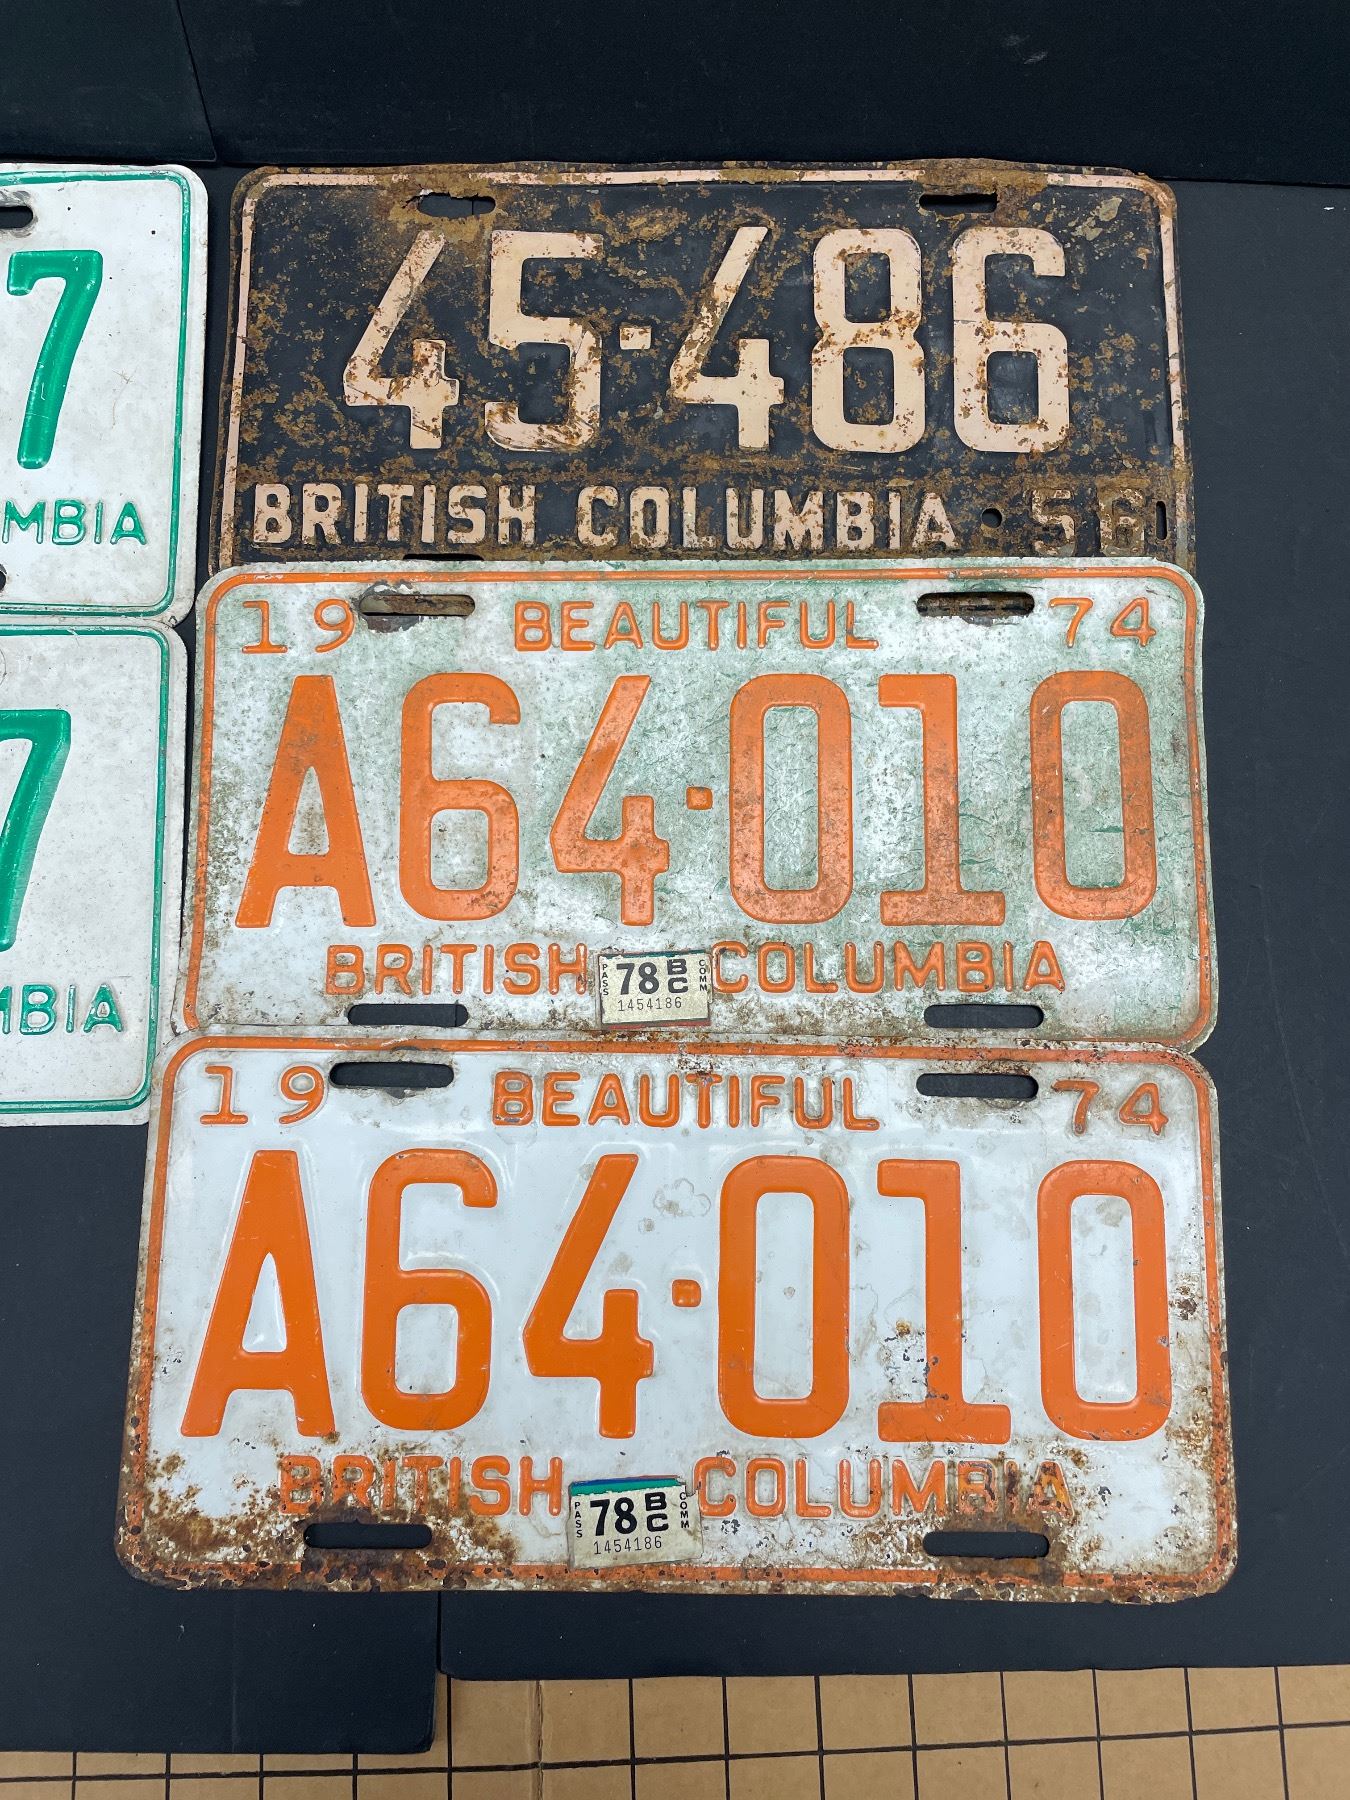 7
MBIA
7
MBIA
45-486
BRITISH COLUMBIA • 56
19 BEAUTIFUL 74
A64·010
BRITISH COLUMBIA
PASS 78 BC COMM
1454186
19 BEAUTIFUL 74
A64·010
BRITISH COLUMBIA
PASS 78 BC COMM
1454186